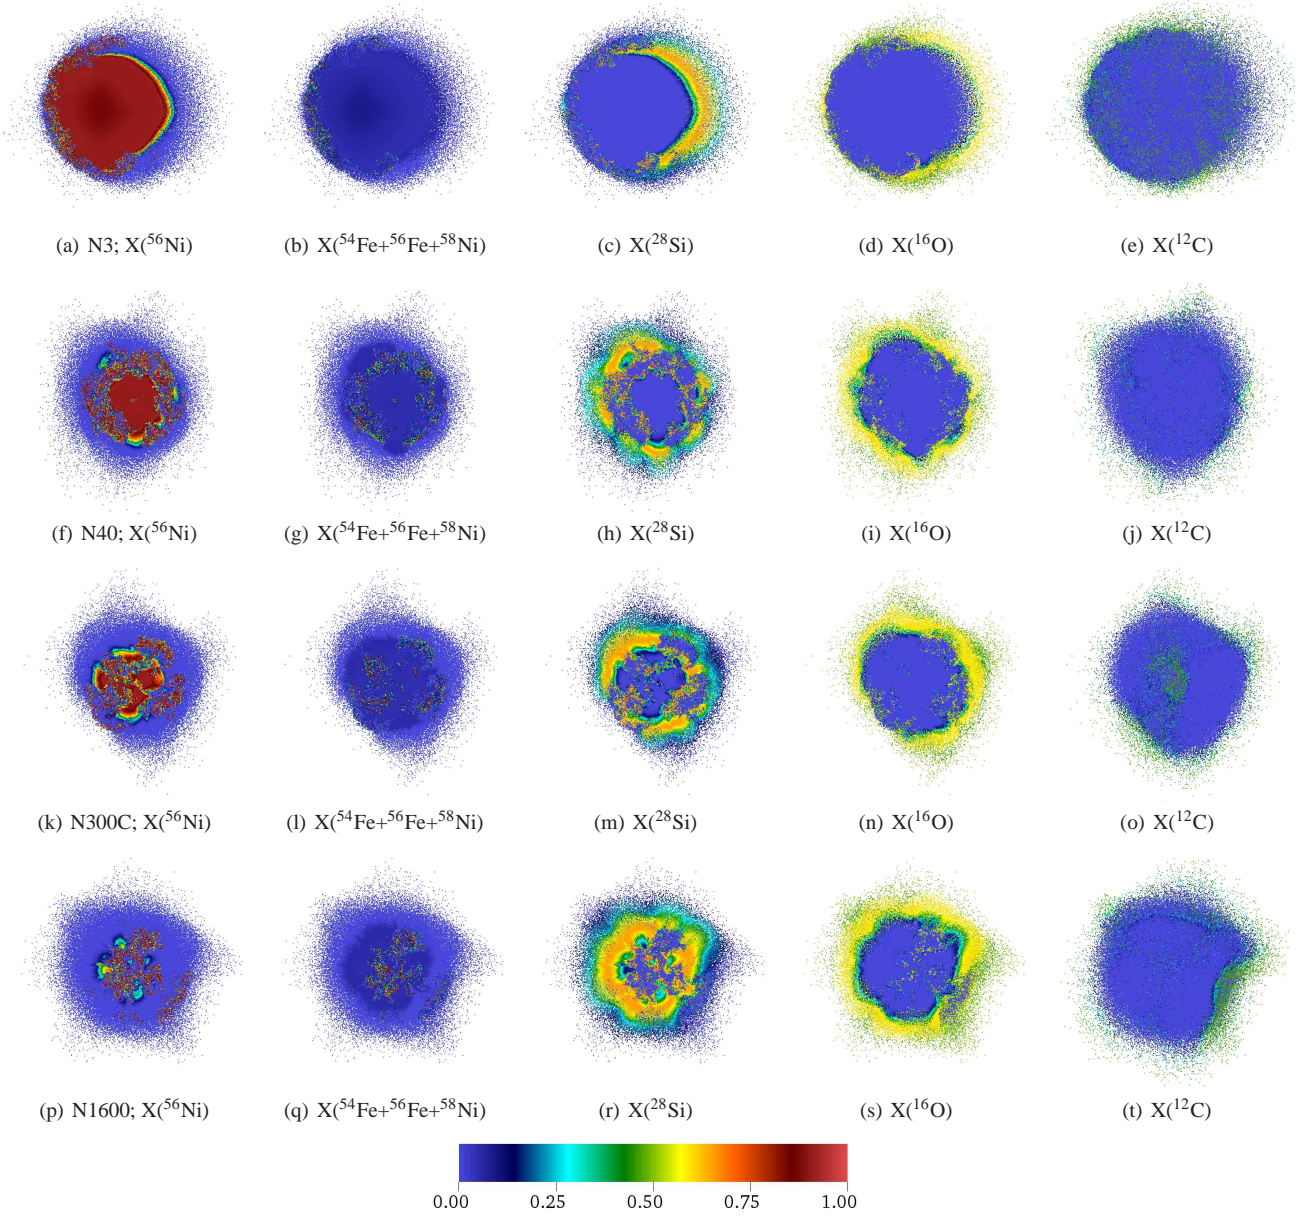 (a) N3; X(⁵⁶Ni) (b) X(⁵⁴Fe+⁵⁶Fe+⁵⁸Ni) (c) X(²⁸Si) (d) X(¹⁶O) (e) X(¹²C)
(f) N40; X(⁵⁶Ni) (g) X(⁵⁴Fe+⁵⁶Fe+⁵⁸Ni) (h) X(²⁸Si) (i) X(¹⁶O) (j) X(¹²C)
(k) N300C; X(⁵⁶Ni) (l) X(⁵⁴Fe+⁵⁶Fe+⁵⁸Ni) (m) X(²⁸Si) (n) X(¹⁶O) (o) X(¹²C)
(p) N1600; X(⁵⁶Ni) (q) X(⁵⁴Fe+⁵⁶Fe+⁵⁸Ni) (r) X(²⁸Si) (s) X(¹⁶O) (t) X(¹²C)
0.00 0.25 0.50 0.75 1.00